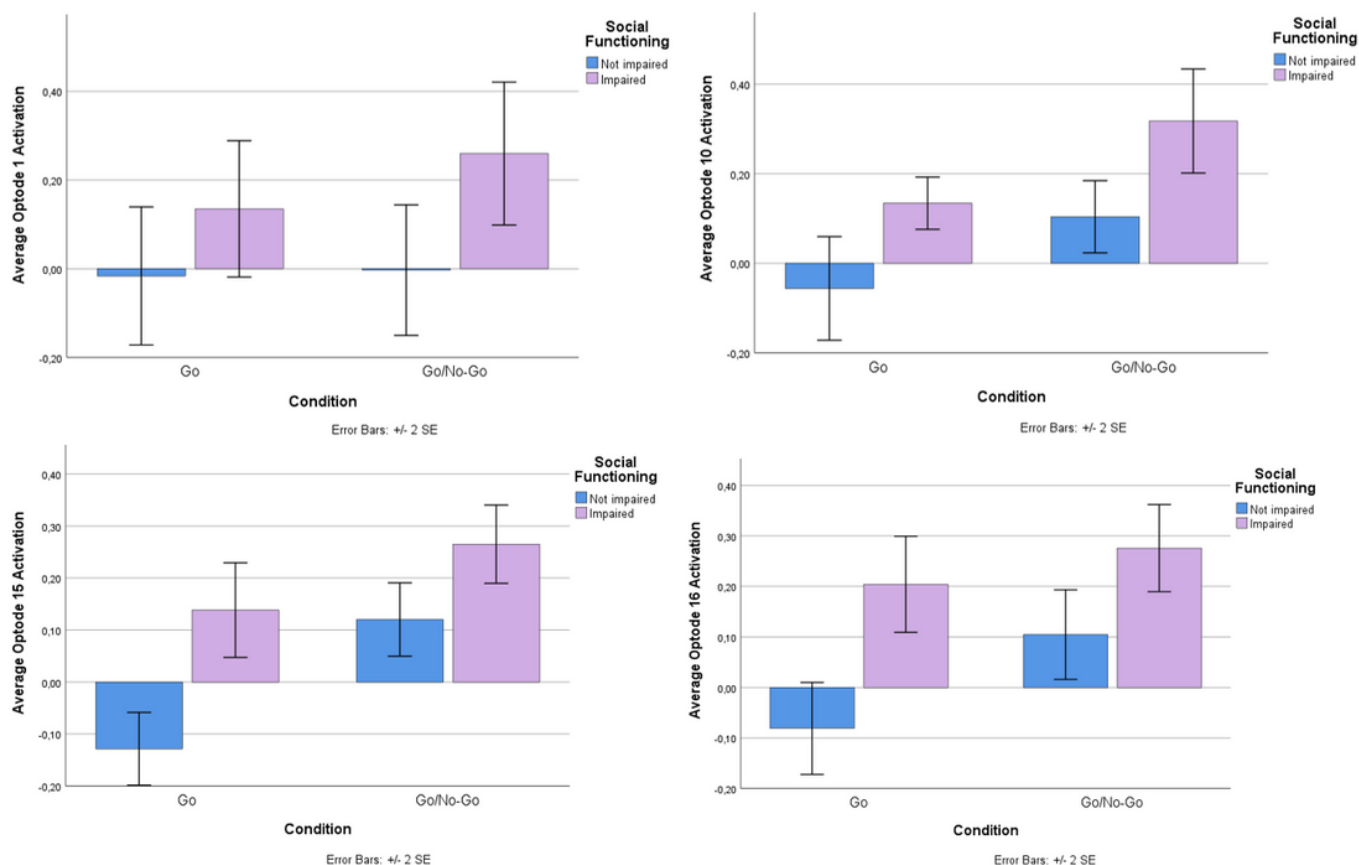 Social
Functioning
Not impaired
Impaired
Average Optode 1 Activation
0,40
0,20
0,00
-0,20
Go
Go/No-Go
Condition
Error Bars: +/- 2 SE
Social
Functioning
Not impaired
Impaired
Average Optode 10 Activation
0,40
0,20
0,00
-0,20
Go
Go/No-Go
Condition
Error Bars: +/- 2 SE
Social
Functioning
Not impaired
Impaired
Average Optode 15 Activation
0,40
0,30
0,20
0,10
0,00
-0,10
-0,20
Go
Go/No-Go
Condition
Error Bars: +/- 2 SE
Social
Functioning
Not impaired
Impaired
Average Optode 16 Activation
0,40
0,30
0,20
0,10
0,00
-0,10
-0,20
Go
Go/No-Go
Condition
Error Bars: +/- 2 SE